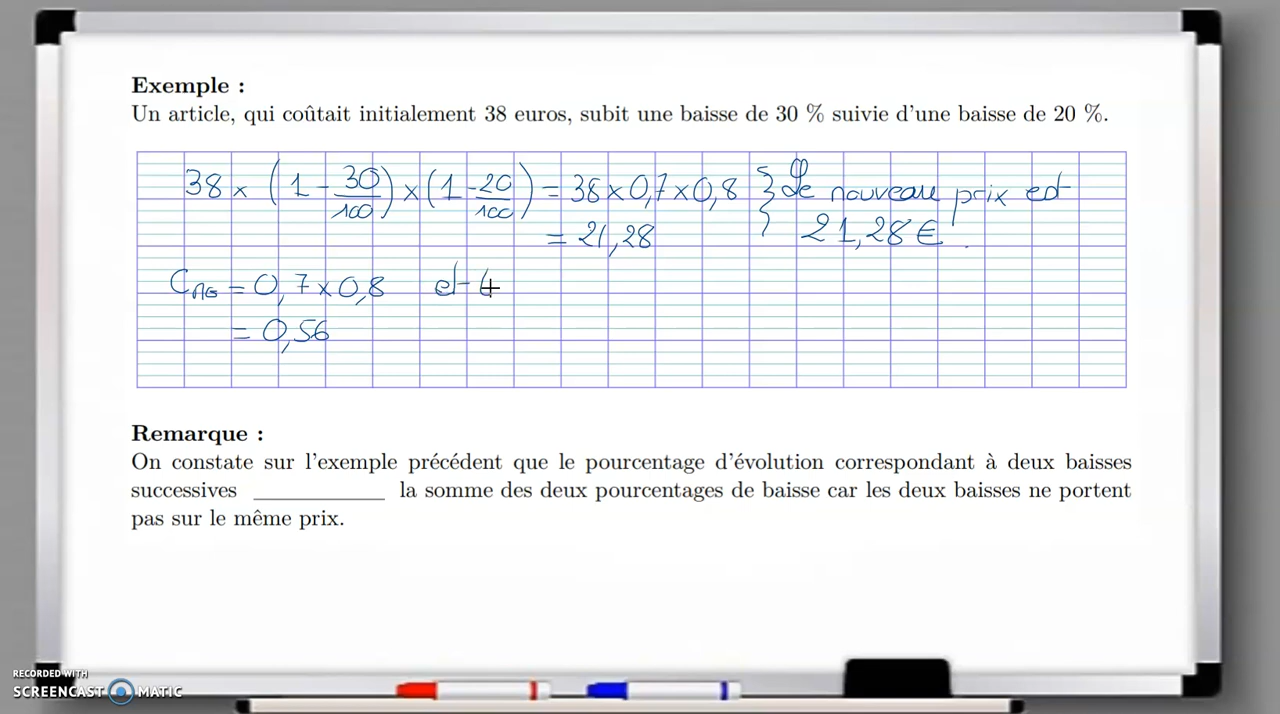 Exemple :
Un article, qui coûtait initialement 38 euros, subit une baisse de 30 % suivie d'une baisse de 20 %.
38 × (1 - 30/100) × (1 - 20/100) = 38 × 0,7 × 0,8 } Le nouveau prix est
= 21,28 } 21,28 € .
C_MG = 0,7 × 0,8 et
= 0,56
Remarque :
On constate sur l'exemple précédent que le pourcentage d'évolution correspondant à deux baisses
successives ____________ la somme des deux pourcentages de baisse car les deux baisses ne portent
pas sur le même prix.
RECORDED WITH
SCREENCAST MATIC